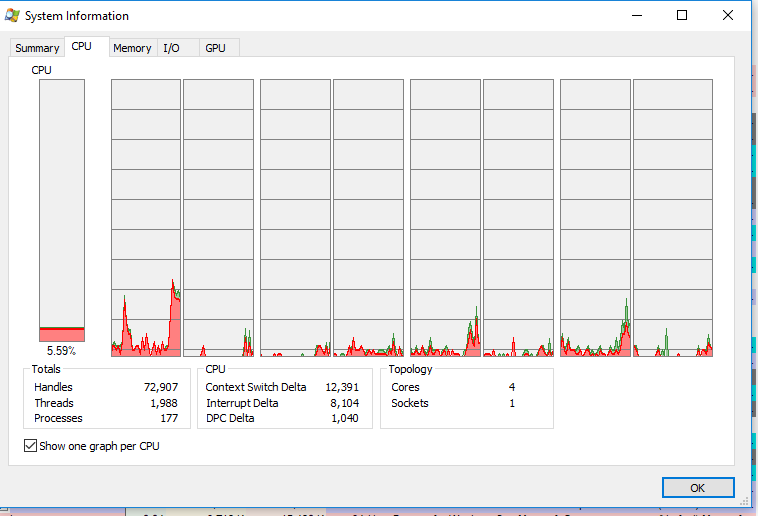 System Information
Summary CPU Memory I/O GPU
CPU
5.59%
Totals
Handles 72,907
Threads 1,988
Processes 177
CPU
Context Switch Delta 12,391
Interrupt Delta 8,104
DPC Delta 1,040
Topology
Cores 4
Sockets 1
Show one graph per CPU
OK